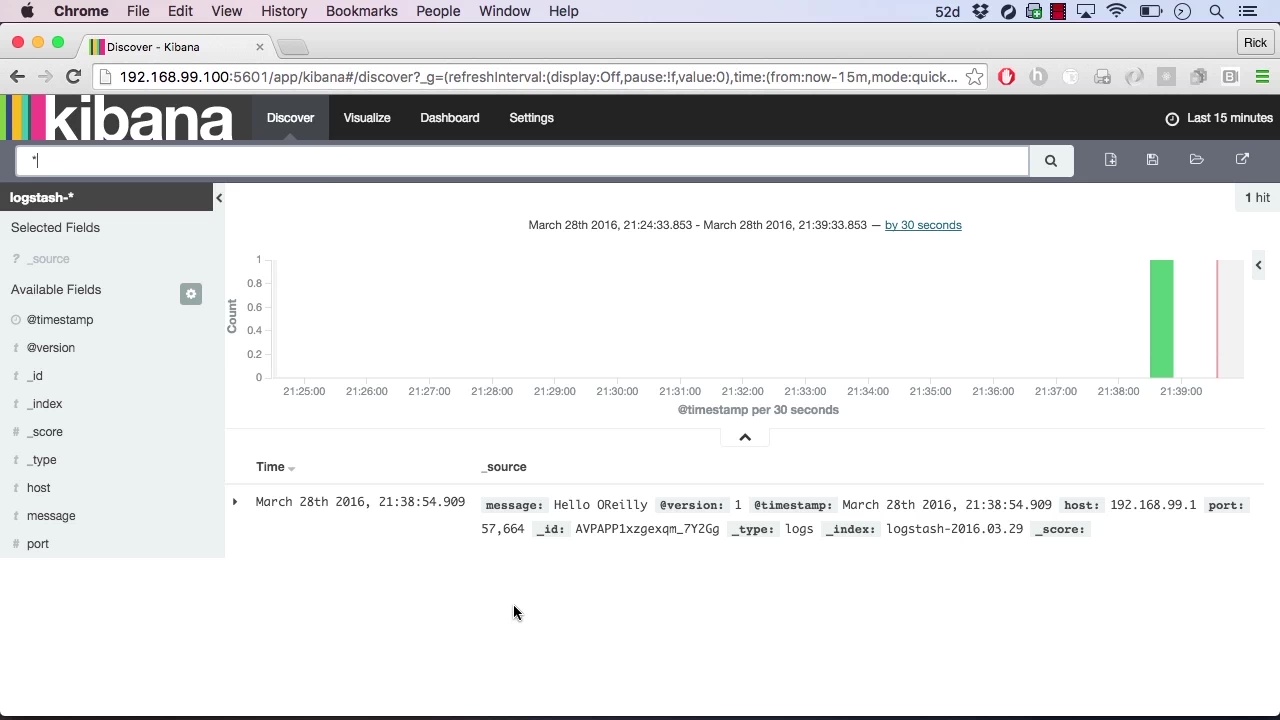 Chrome File Edit View History Bookmarks People Window Help 52d
Discover - Kibana Rick
192.168.99.100:5601/app/kibana#/discover?_g=(refreshInterval:(display:Off,pause:!f,value:0),time:(from:now-15m,mode:quick...
kibana Discover Visualize Dashboard Settings Last 15 minutes
*
logstash-* 1 hit
Selected Fields
? _source
Available Fields
@timestamp
t @version
t _id
t _index
# _score
t _type
t host
t message
# port
March 28th 2016, 21:24:33.853 - March 28th 2016, 21:39:33.853 — by 30 seconds
Count
1
0.8
0.6
0.4
0.2
0
21:25:00 21:26:00 21:27:00 21:28:00 21:29:00 21:30:00 21:31:00 21:32:00 21:33:00 21:34:00 21:35:00 21:36:00 21:37:00 21:38:00 21:39:00
@timestamp per 30 seconds
Time _source
March 28th 2016, 21:38:54.909 message: Hello OReilly @version: 1 @timestamp: March 28th 2016, 21:38:54.909 host: 192.168.99.1 port:
57,664 _id: AVPAPP1xzgexqm_7YZGg _type: logs _index: logstash-2016.03.29 _score: